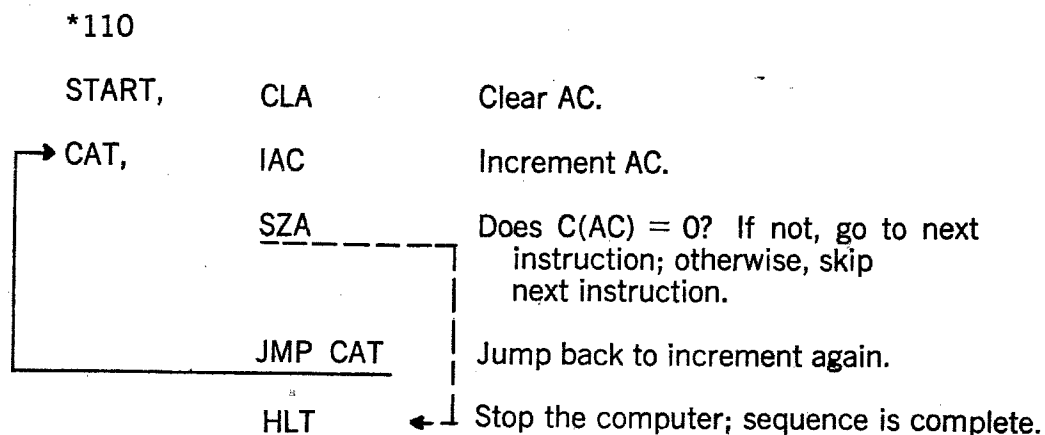 *110
START, CLA Clear AC.
CAT, IAC Increment AC.
SZA Does C(AC) = 0? If not, go to next
instruction; otherwise, skip
next instruction.
JMP CAT Jump back to increment again.
HLT Stop the computer; sequence is complete.